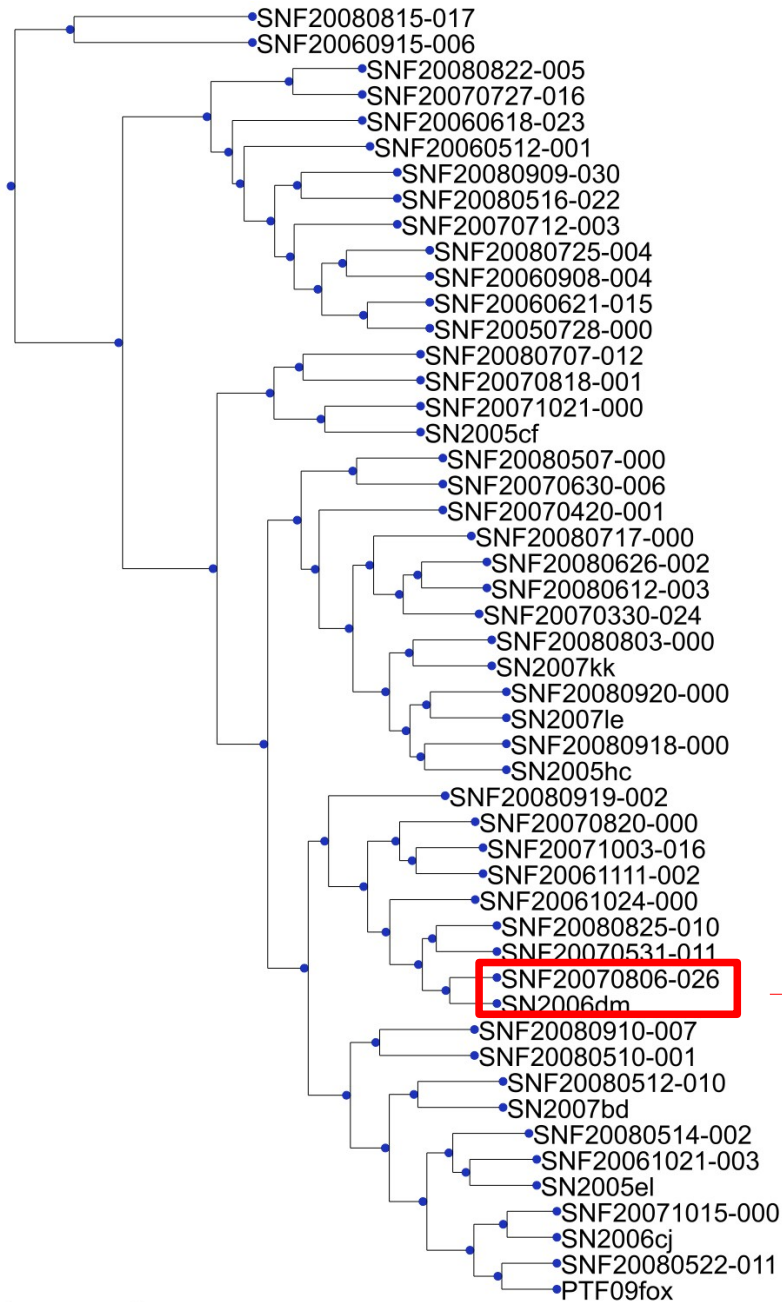 SNF20080815-017
SNF20060915-006
SNF20080822-005
SNF20070727-016
SNF20060618-023
SNF20060512-001
SNF20080909-030
SNF20080516-022
SNF20070712-003
SNF20080725-004
SNF20060908-004
SNF20060621-015
SNF20050728-000
SNF20080707-012
SNF20070818-001
SNF20071021-000
SN2005cf
SNF20080507-000
SNF20070630-006
SNF20070420-001
SNF20080717-000
SNF20080626-002
SNF20080612-003
SNF20070330-024
SNF20080803-000
SN2007kk
SNF20080920-000
SN2007le
SNF20080918-000
SN2005hc
SNF20080919-002
SNF20070820-000
SNF20071003-016
SNF20061111-002
SNF20061024-000
SNF20080825-010
SNF20070531-011
SNF20070806-026
SN2006dm
SNF20080910-007
SNF20080510-001
SNF20080512-010
SN2007bd
SNF20080514-002
SNF20061021-003
SN2005el
SNF20071015-000
SN2006cj
SNF20080522-011
PTF09fox